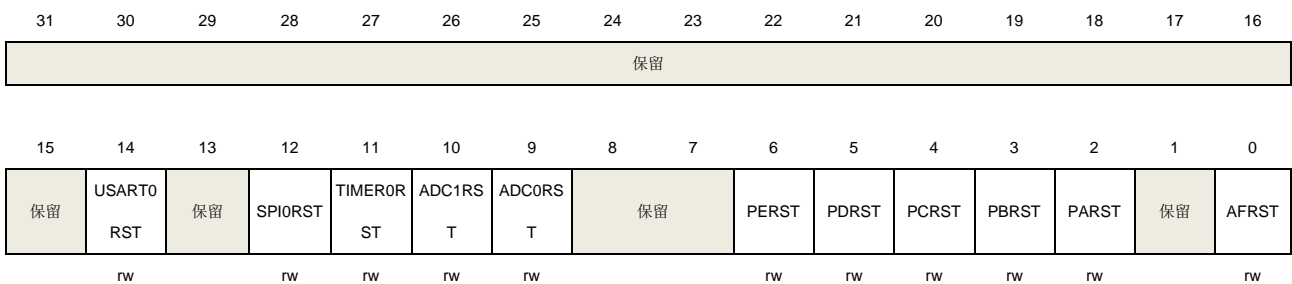 31 30 29 28 27 26 25 24 23 22 21 20 19 18 17 16
保留
15 14 13 12 11 10 9 8 7 6 5 4 3 2 1 0
保留 USART0 RST 保留 SPI0RST TIMER0R ST ADC1RS T ADC0RS T 保留 PERST PDRST PCRST PBRST PARST 保留 AFRST
rw rw rw rw rw rw rw rw rw rw rw